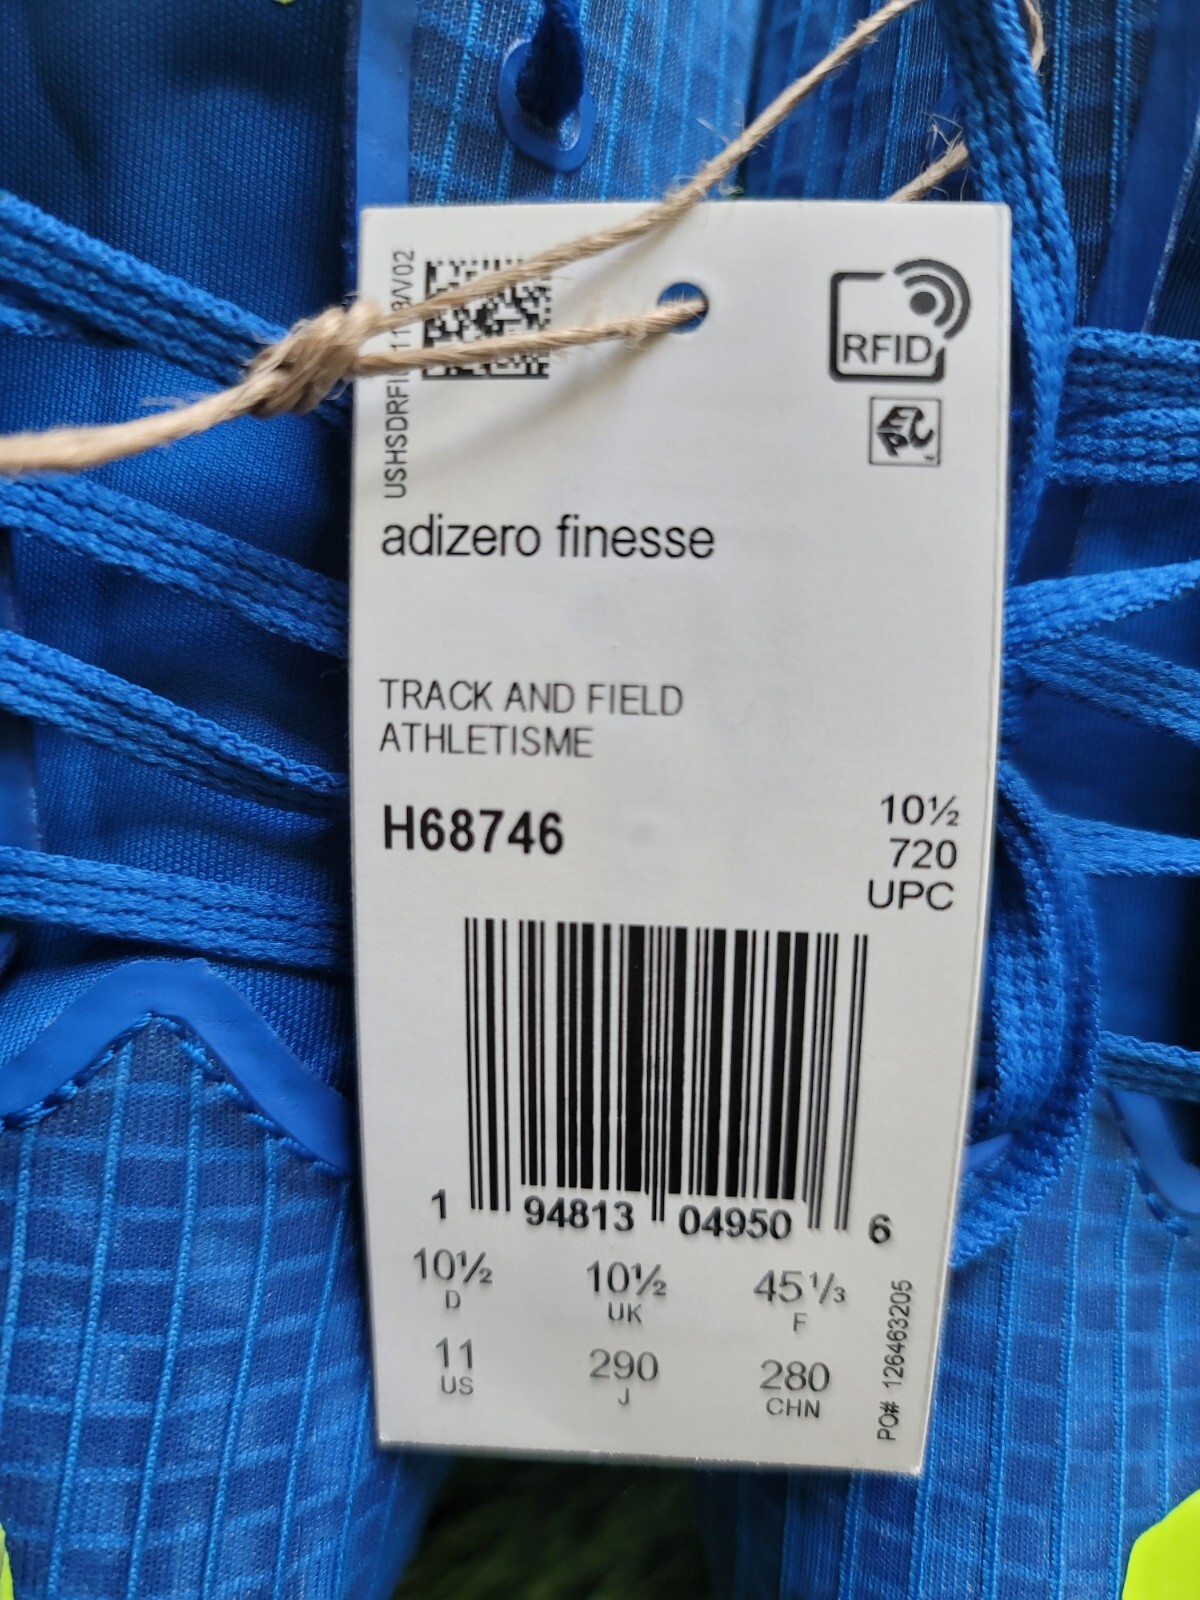 RFID
EPC
adizero finesse
TRACK AND FIELD
ATHLETISME
H68746
10½
720
UPC
1 94813 04950 6
10½ 10½ 45⅓
D UK F
11 290 280
US J CHN
PO# 126463205